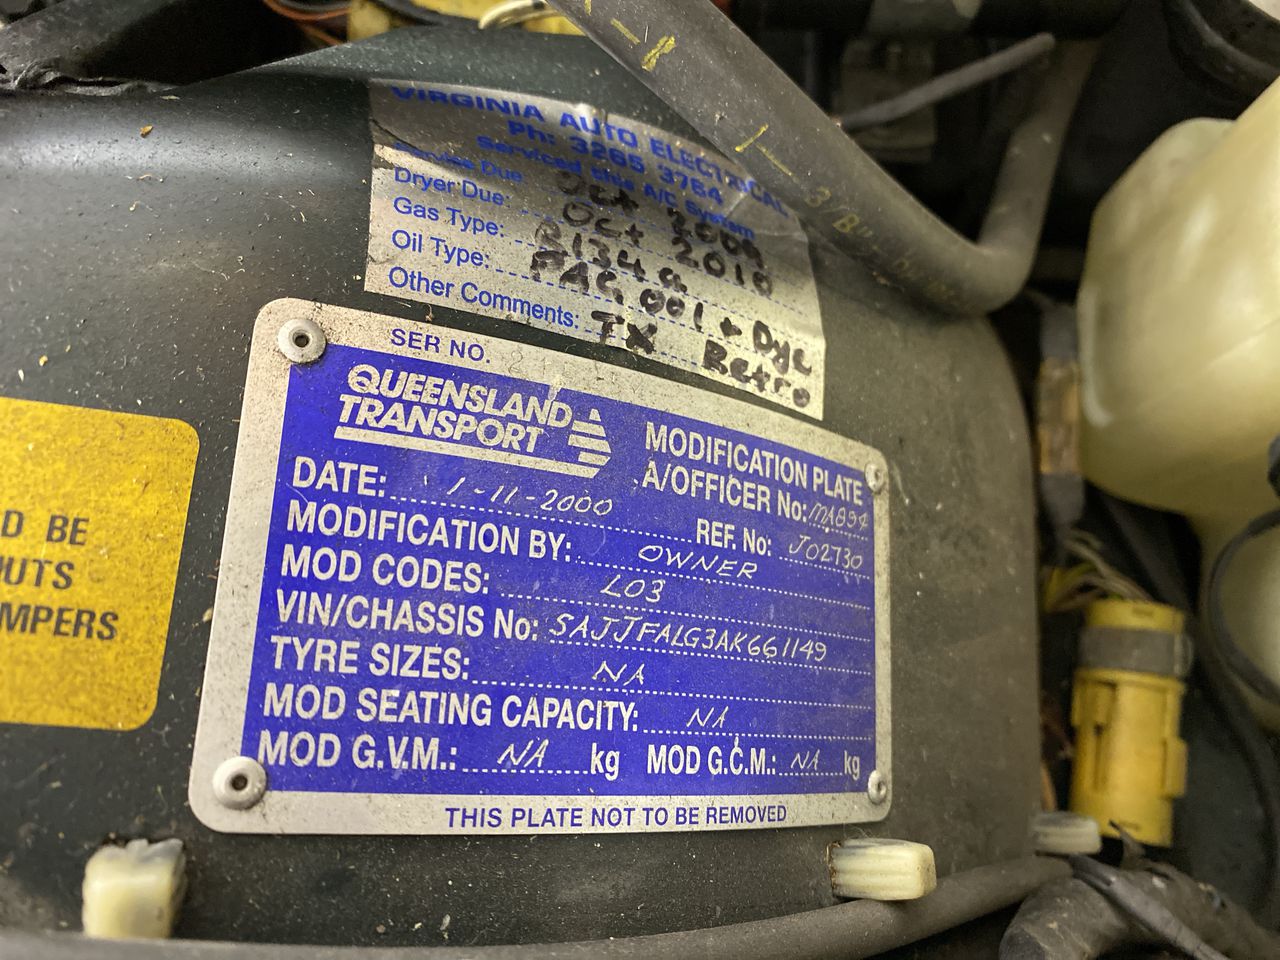 VIRGINIA AUTO ELECTRICAL
Ph: 3265 3764
Serviced this A/C System
Service Due: Oct 2009
Dryer Due: Oct 2010
Gas Type: R134a
Oil Type: PAG 001 + Dye
Other Comments: TX Retro
SER NO.
QUEENSLAND
TRANSPORT
MODIFICATION PLATE
A/OFFICER No: MA894
DATE: 1-11-2000
REF. No: J02730
MODIFICATION BY: OWNER
MOD CODES: LO3
VIN/CHASSIS No: SAJJFALG3AK661149
TYRE SIZES: NA
MOD SEATING CAPACITY: NA
MOD G.V.M.: NA kg MOD G.C.M.: NA kg
THIS PLATE NOT TO BE REMOVED
D BE
UTS
MPERS